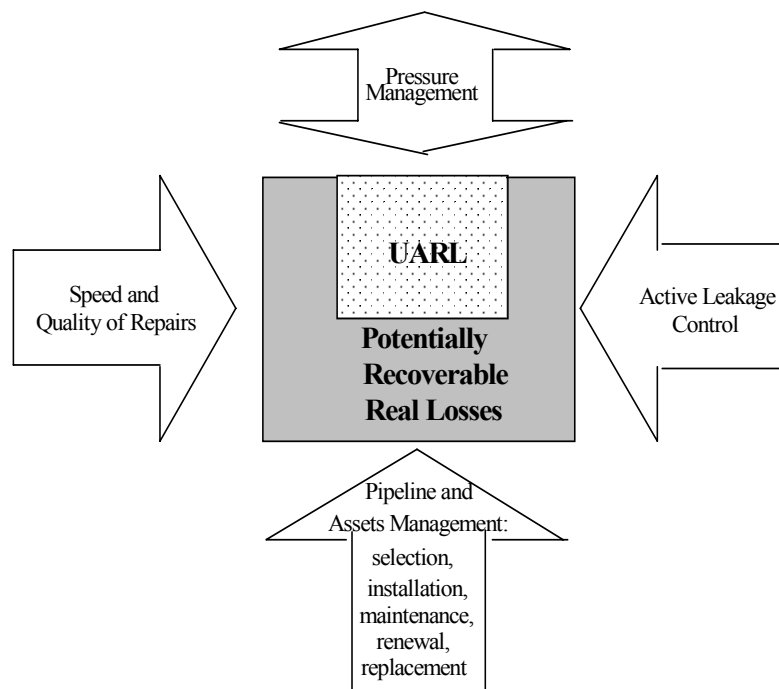 Pressure
Management
UARL
Speed and
Quality of Repairs
Active Leakage
Control
Potentially
Recoverable
Real Losses
Pipeline and
Assets Management:
selection,
installation,
maintenance,
renewal,
replacement